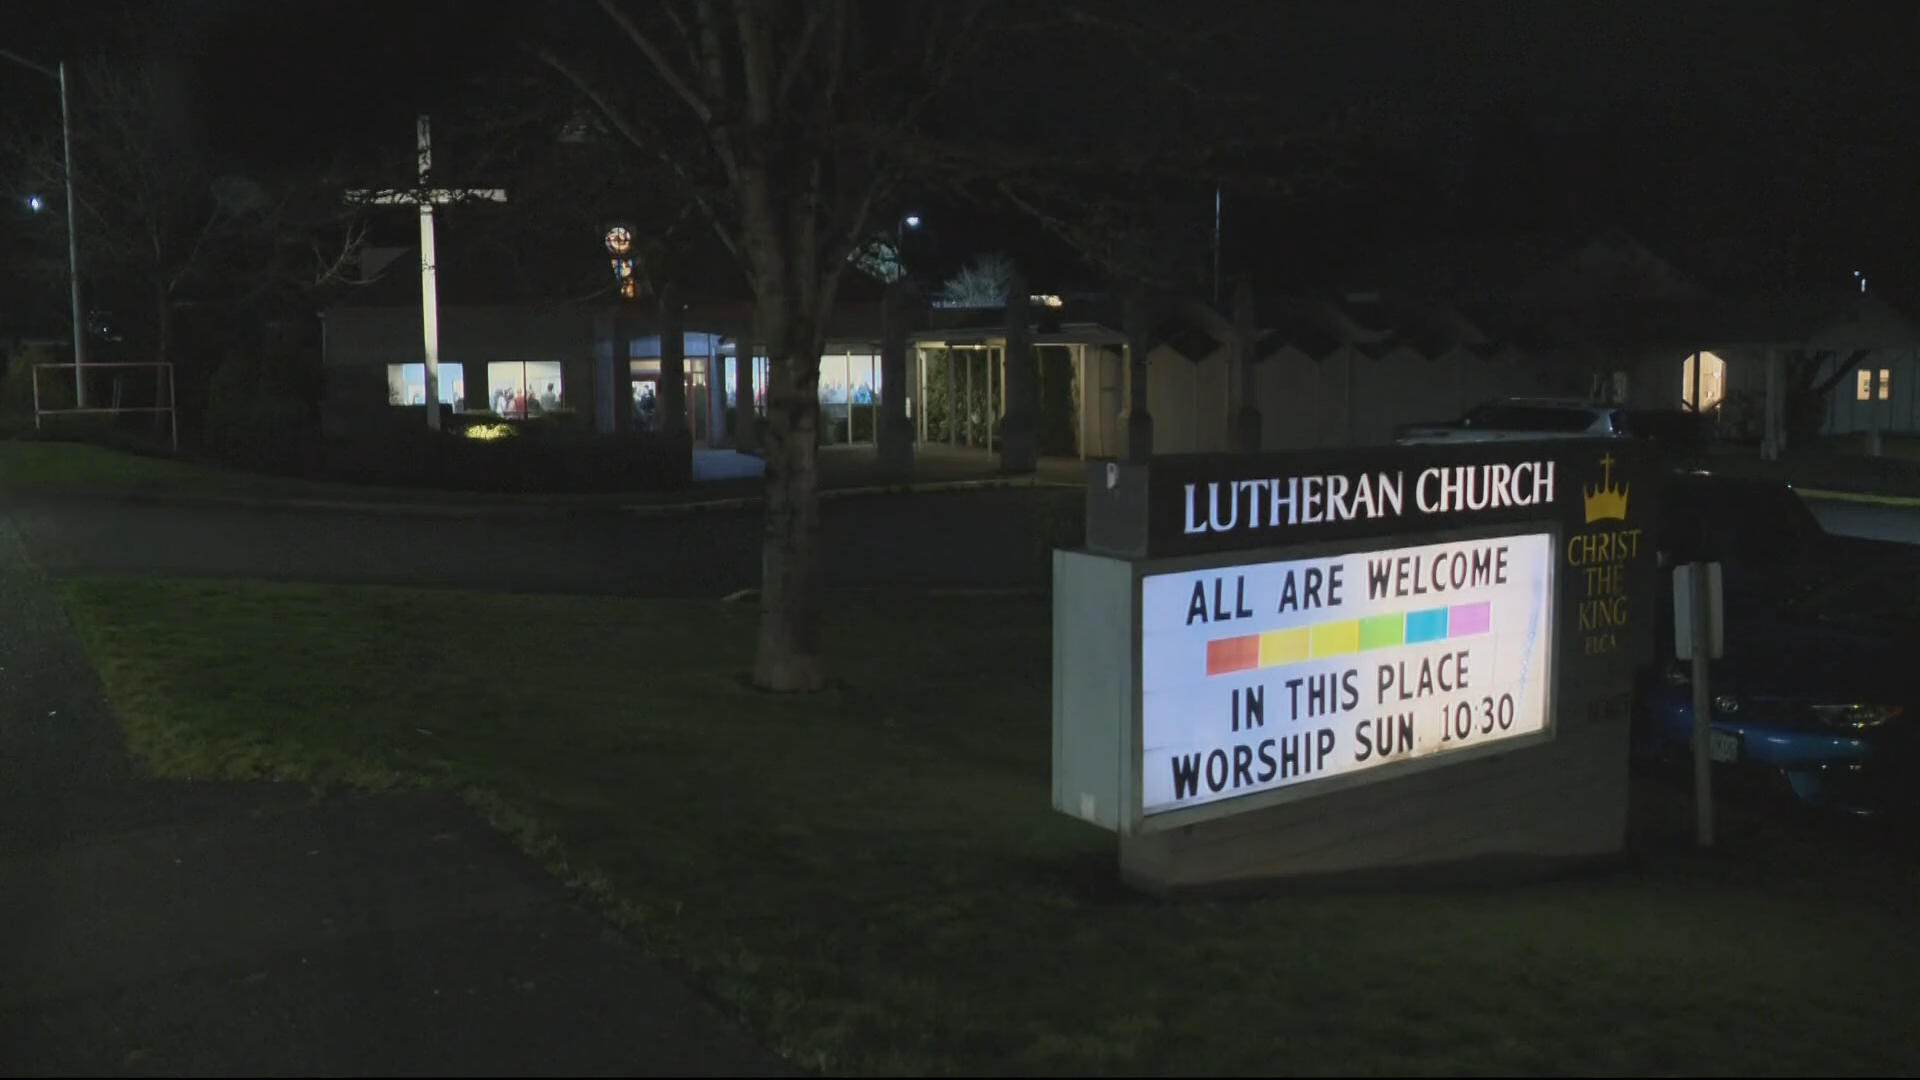 LUTHERAN CHURCH
ALL ARE WELCOME
IN THIS PLACE
WORSHIP SUN. 10:30
CHRIST
THE
KING
ELCA